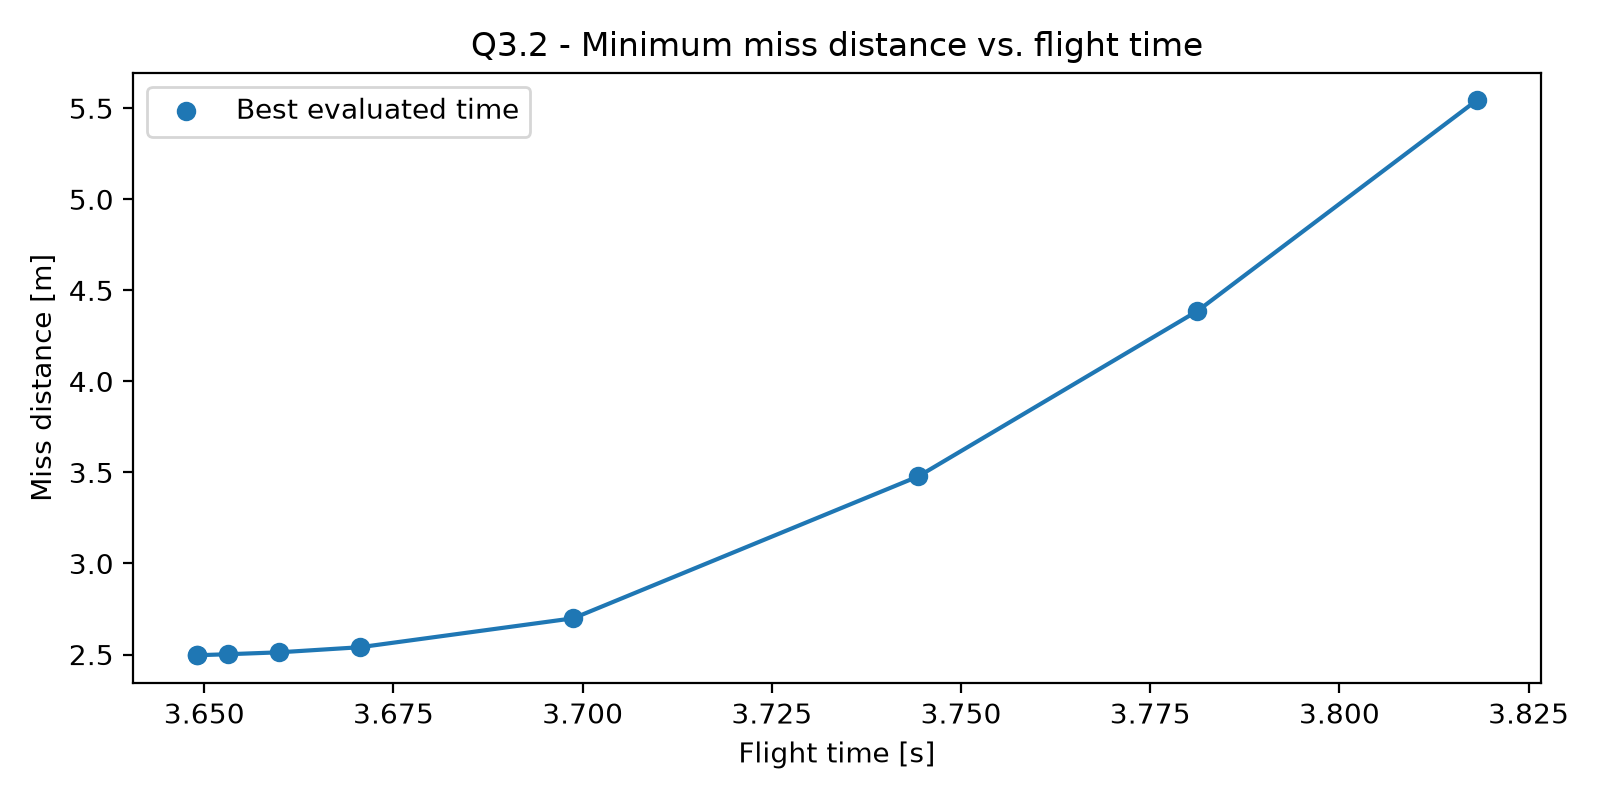 Q3.2 - Minimum miss distance vs. flight time
Best evaluated time
5.5
5.0
4.5
4.0
3.5
3.0
2.5
Miss distance [m]
3.650 3.675 3.700 3.725 3.750 3.775 3.800 3.825
Flight time [s]